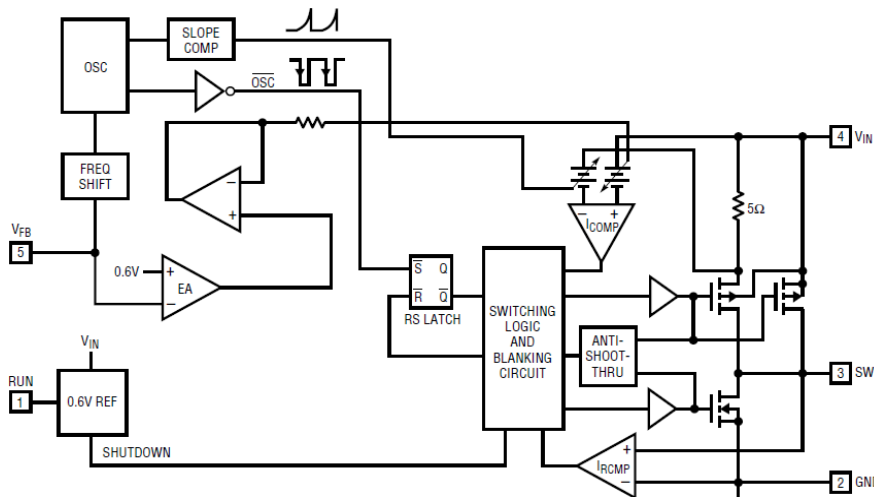 OSC
SLOPE
COMP
OSC
FREQ
SHIFT
VFB
5
0.6V
+
−
EA
−
+
VIN
RUN
1
0.6V REF
SHUTDOWN
S Q
R Q
RS LATCH
SWITCHING
LOGIC
AND
BLANKING
CIRCUIT
− +
ICOMP
5Ω
4
VIN
ANTI-
SHOOT-
THRU
3
SW
+
IRCMP
−
2
GN